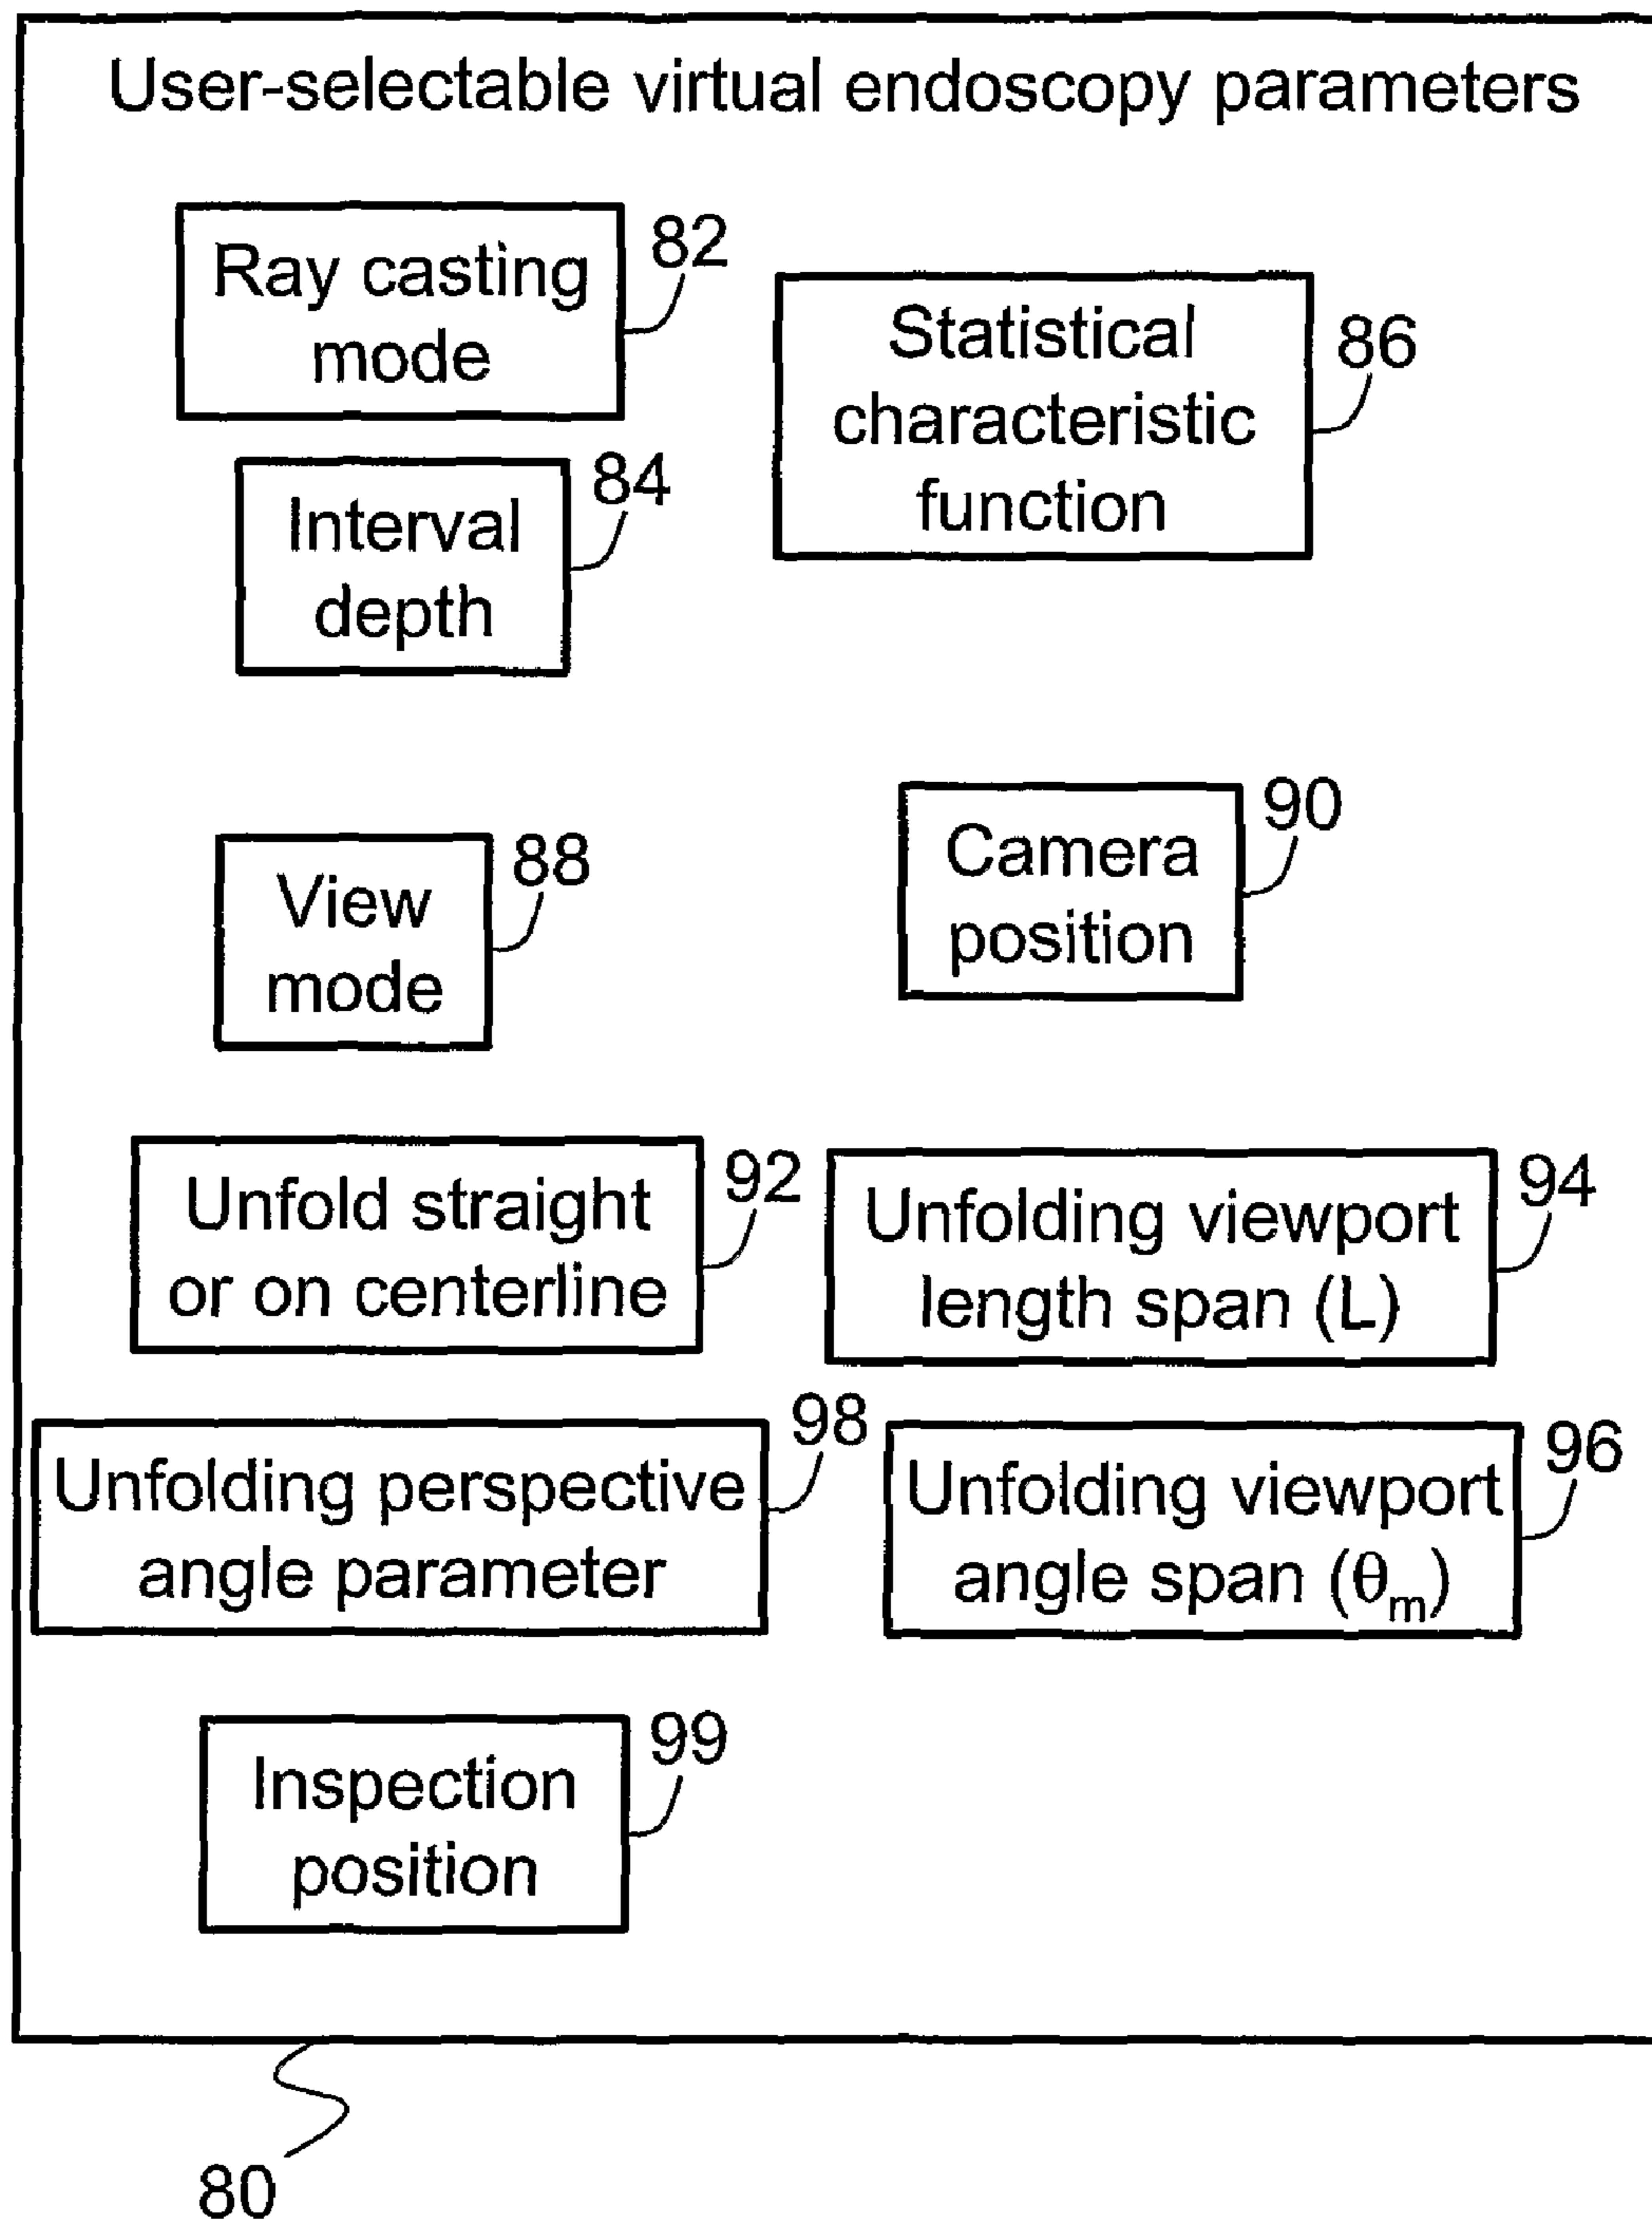 User-selectable virtual endoscopy parameters
Ray casting
mode
82
Statistical
characteristic
function
86
Interval
depth
84
View
mode
88
Camera
position
90
Unfold straight
or on centerline
92
Unfolding viewport
length span (L)
94
Unfolding perspective
angle parameter
98
Unfolding viewport
angle span (θₘ)
96
Inspection
position
99
80